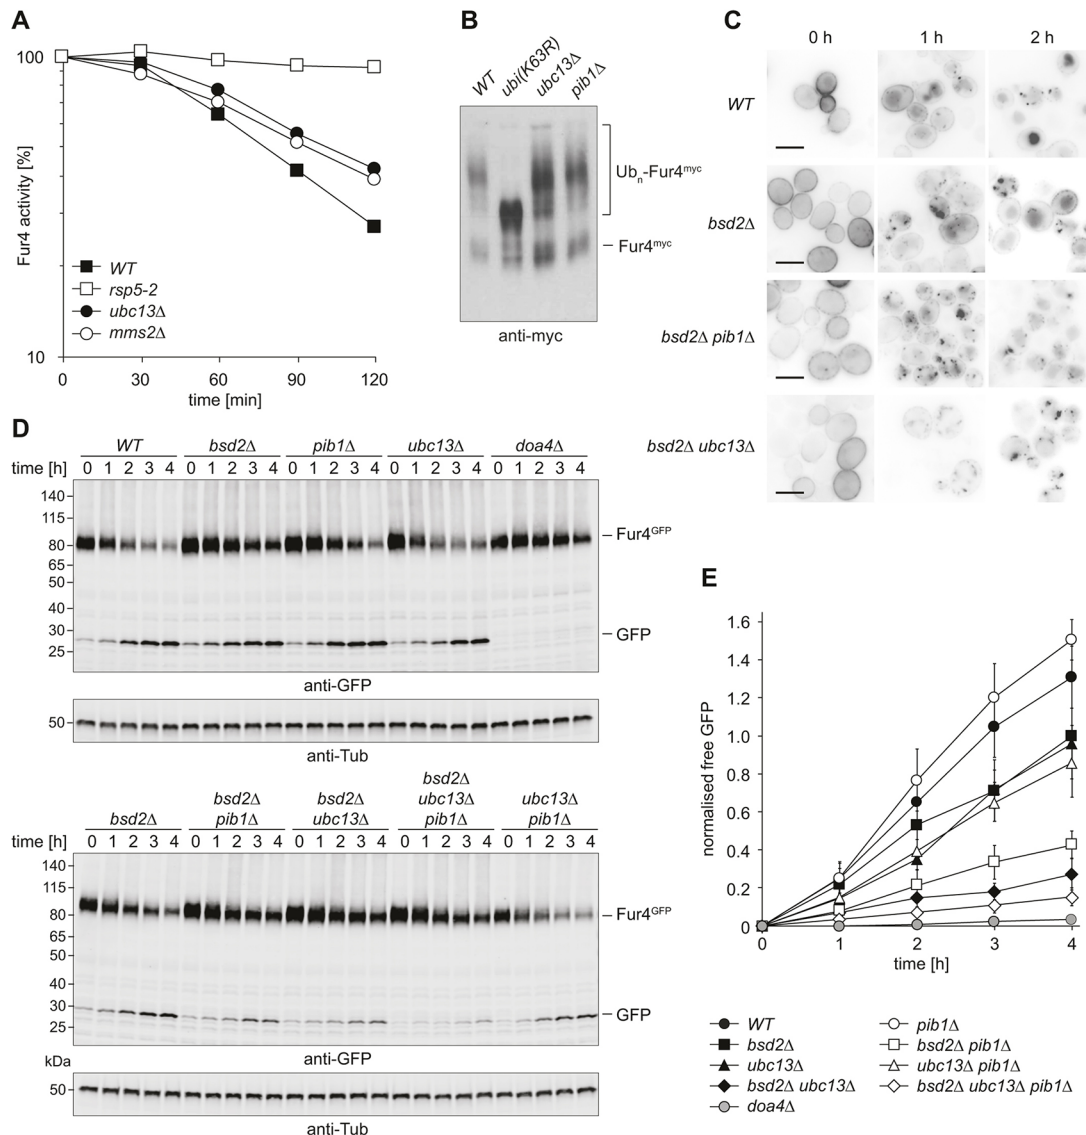 A
100
10
Fur4 activity [%]
WT
rsp5-2
ubc13Δ
mms2Δ
0 30 60 90 120
time [min]
B
WT ubi(K63R) ubc13Δ pib1Δ
Ubn-Fur4myc
Fur4myc
anti-myc
C
0 h 1 h 2 h
WT
bsd2Δ
bsd2Δ pib1Δ
bsd2Δ ubc13Δ
D
WT bsd2Δ pib1Δ ubc13Δ doa4Δ
time [h] 0 1 2 3 4 0 1 2 3 4 0 1 2 3 4 0 1 2 3 4 0 1 2 3 4
140
115
80
65
50
40
30
25
Fur4GFP
GFP
anti-GFP
50
anti-Tub
bsd2Δ
bsd2Δ bsd2Δ ubc13Δ ubc13Δ
bsd2Δ pib1Δ ubc13Δ pib1Δ pib1Δ
time [h] 0 1 2 3 4 0 1 2 3 4 0 1 2 3 4 0 1 2 3 4 0 1 2 3 4
140
115
80
65
50
40
30
25
Fur4GFP
GFP
kDa
anti-GFP
50
anti-Tub
E
1.6
1.4
1.2
1.0
0.8
0.6
0.4
0.2
0
normalised free GFP
0 1 2 3 4
time [h]
WT
bsd2Δ
ubc13Δ
bsd2Δ ubc13Δ
doa4Δ
pib1Δ
bsd2Δ pib1Δ
ubc13Δ pib1Δ
bsd2Δ ubc13Δ pib1Δ